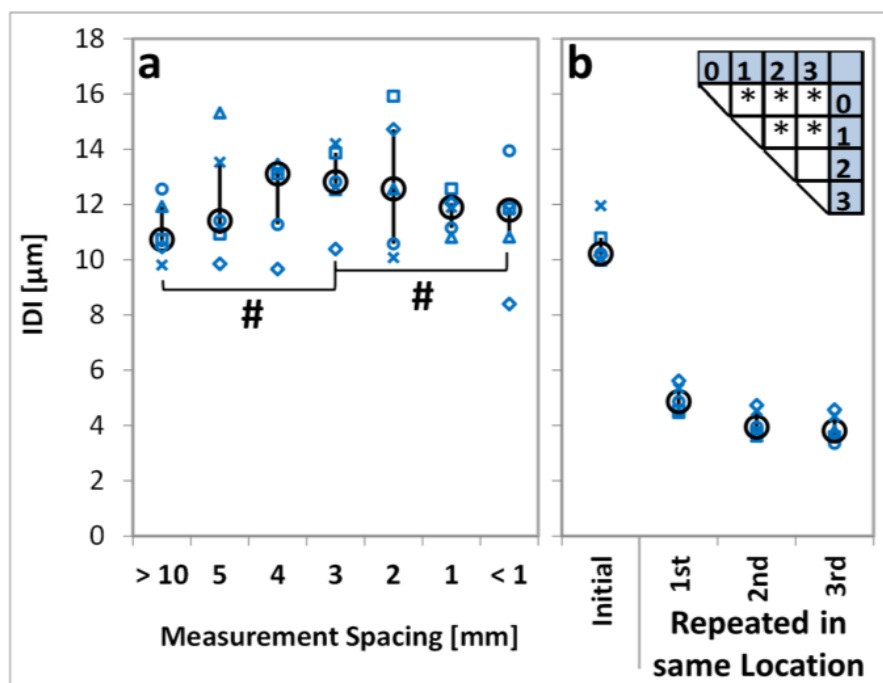 18
16
14
12
10
8
6
4
2
0
IDI [µm]
a
#
#
> 10 5 4 3 2 1 < 1
Measurement Spacing [mm]
b
0 1 2 3
* * * 0
* * 1
2
3
Initial
1st
2nd
3rd
Repeated in
same Location